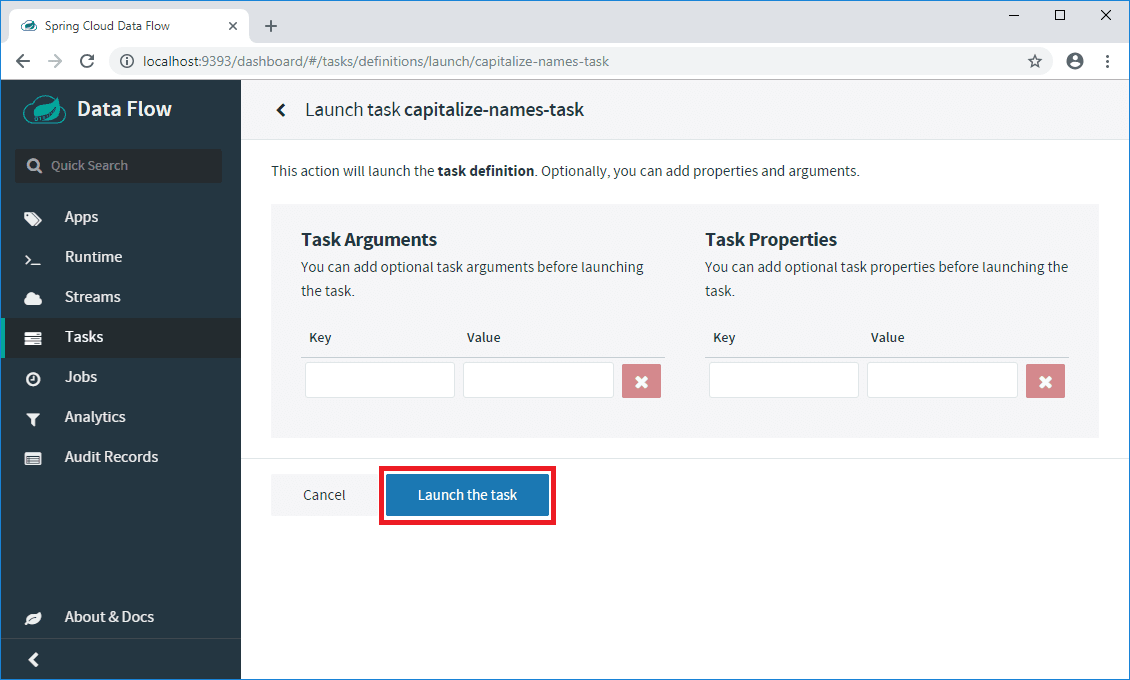 Spring Cloud Data Flow
localhost:9393/dashboard/#/tasks/definitions/launch/capitalize-names-task
Data Flow
Quick Search
Apps
Runtime
Streams
Tasks
Jobs
Analytics
Audit Records
About & Docs
Launch task capitalize-names-task
This action will launch the task definition. Optionally, you can add properties and arguments.
Task Arguments
You can add optional task arguments before launching
the task.
Key Value
Task Properties
You can add optional task properties before launching the
task.
Key Value
Cancel
Launch the task